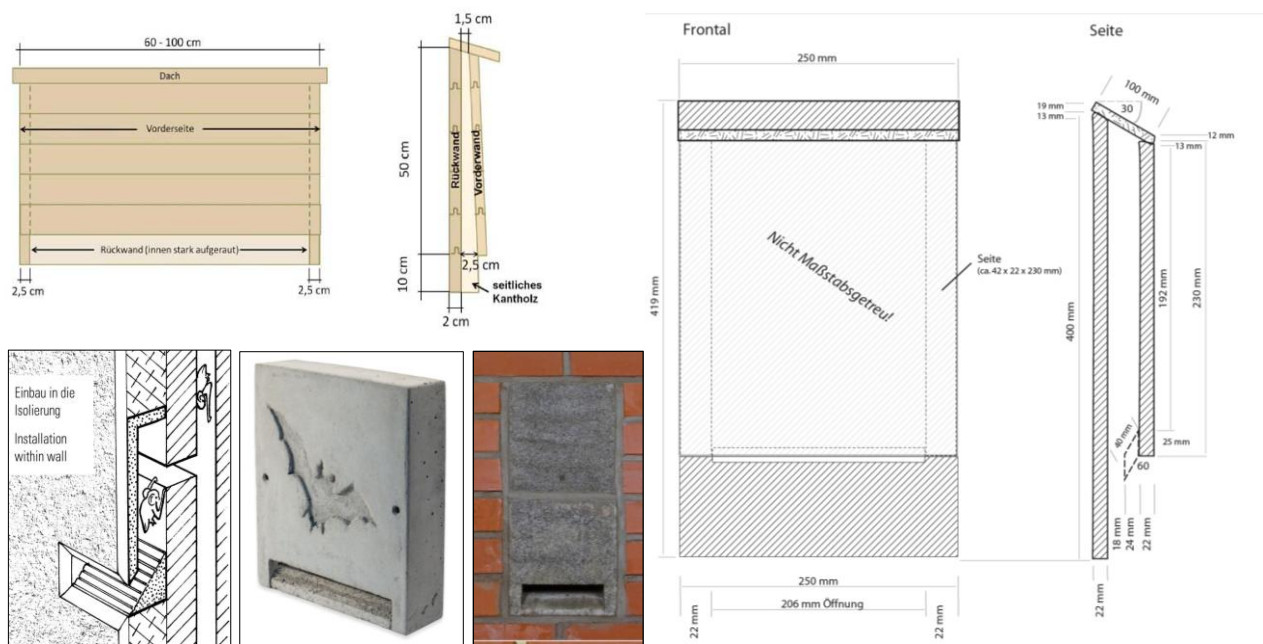 60 - 100 cm
Dach
Vorderseite
Rückwand (innen stark aufgeraut)
2,5 cm
2,5 cm
1,5 cm
50 cm
Rückwand
Vorderwand
2,5 cm
10 cm
seitliches
Kantholz
2 cm
Einbau in die
Isolierung
Installation
within wall
Frontal
250 mm
419 mm
Nicht Maßstabsgetreu!
Seite
(ca. 42 x 22 x 230 mm)
250 mm
206 mm Öffnung
22 mm
22 mm
Seite
100 mm
30
19 mm
13 mm
12 mm
13 mm
400 mm
192 mm
230 mm
40 mm
25 mm
60
18 mm
24 mm
22 mm
22 mm